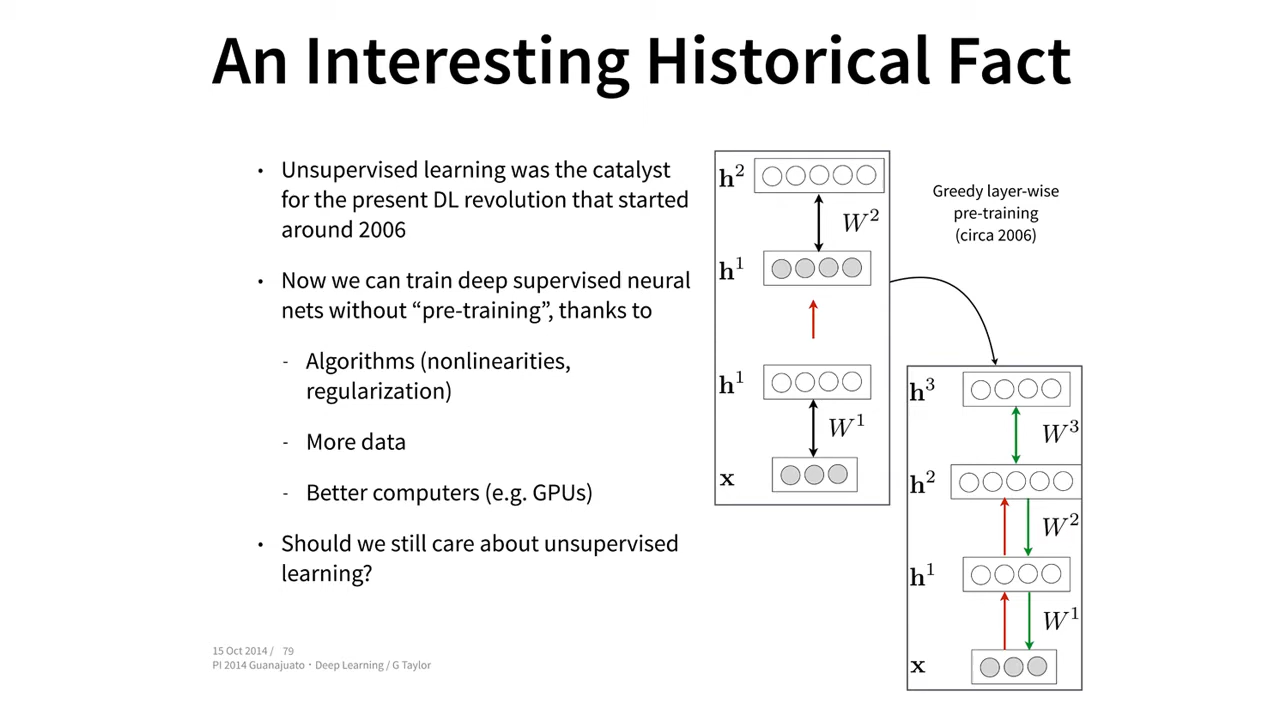 An Interesting Historical Fact
• Unsupervised learning was the catalyst
for the present DL revolution that started
around 2006
• Now we can train deep supervised neural
nets without “pre-training”, thanks to
- Algorithms (nonlinearities,
regularization)
- More data
- Better computers (e.g. GPUs)
• Should we still care about unsupervised
learning?
h²
W²
h¹
h¹
W¹
x
Greedy layer-wise
pre-training
(circa 2006)
h³
W³
h²
W²
h¹
W¹
x
15 Oct 2014 / 79
PI 2014 Guanajuato · Deep Learning / G Taylor